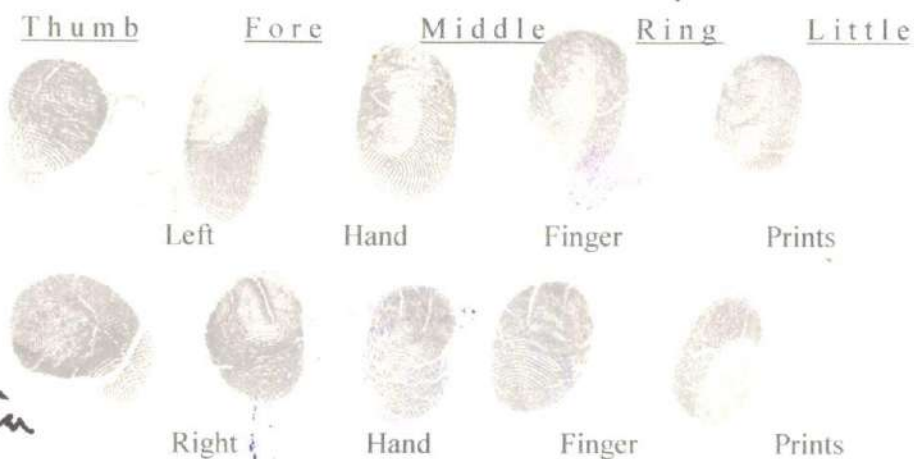 Thumb Fore Middle Ring Little
Left Hand Finger Prints
Right Hand Finger Prints